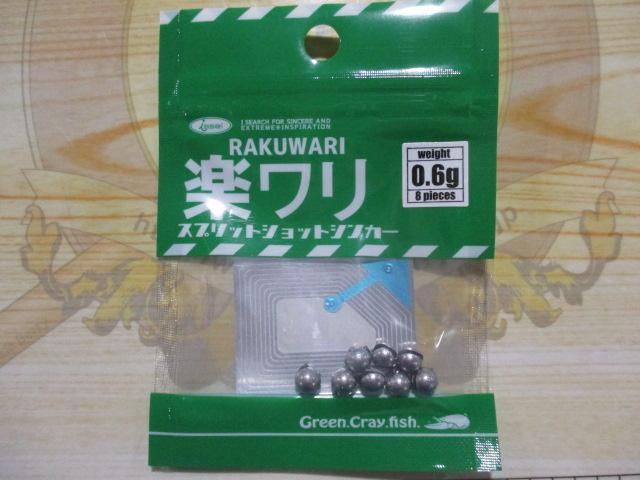 Issei
I SEARCH FOR SINCERE AND
EXTREME INSPIRATION
RAKUWARI
楽ワリ
スプリットショットシンカー
weight
0.6g
8 pieces
Green.Cray.fish.